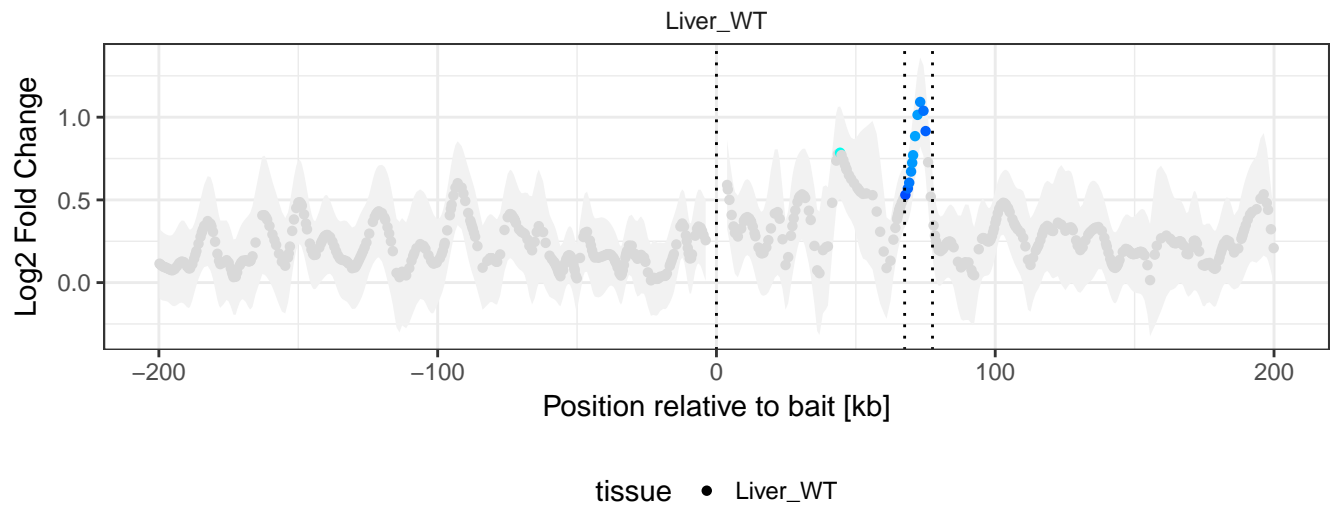 Liver_WT
Log2 Fold Change
1.0
0.5
0.0
−200
−100
0
100
200
Position relative to bait [kb]
tissue
Liver_WT